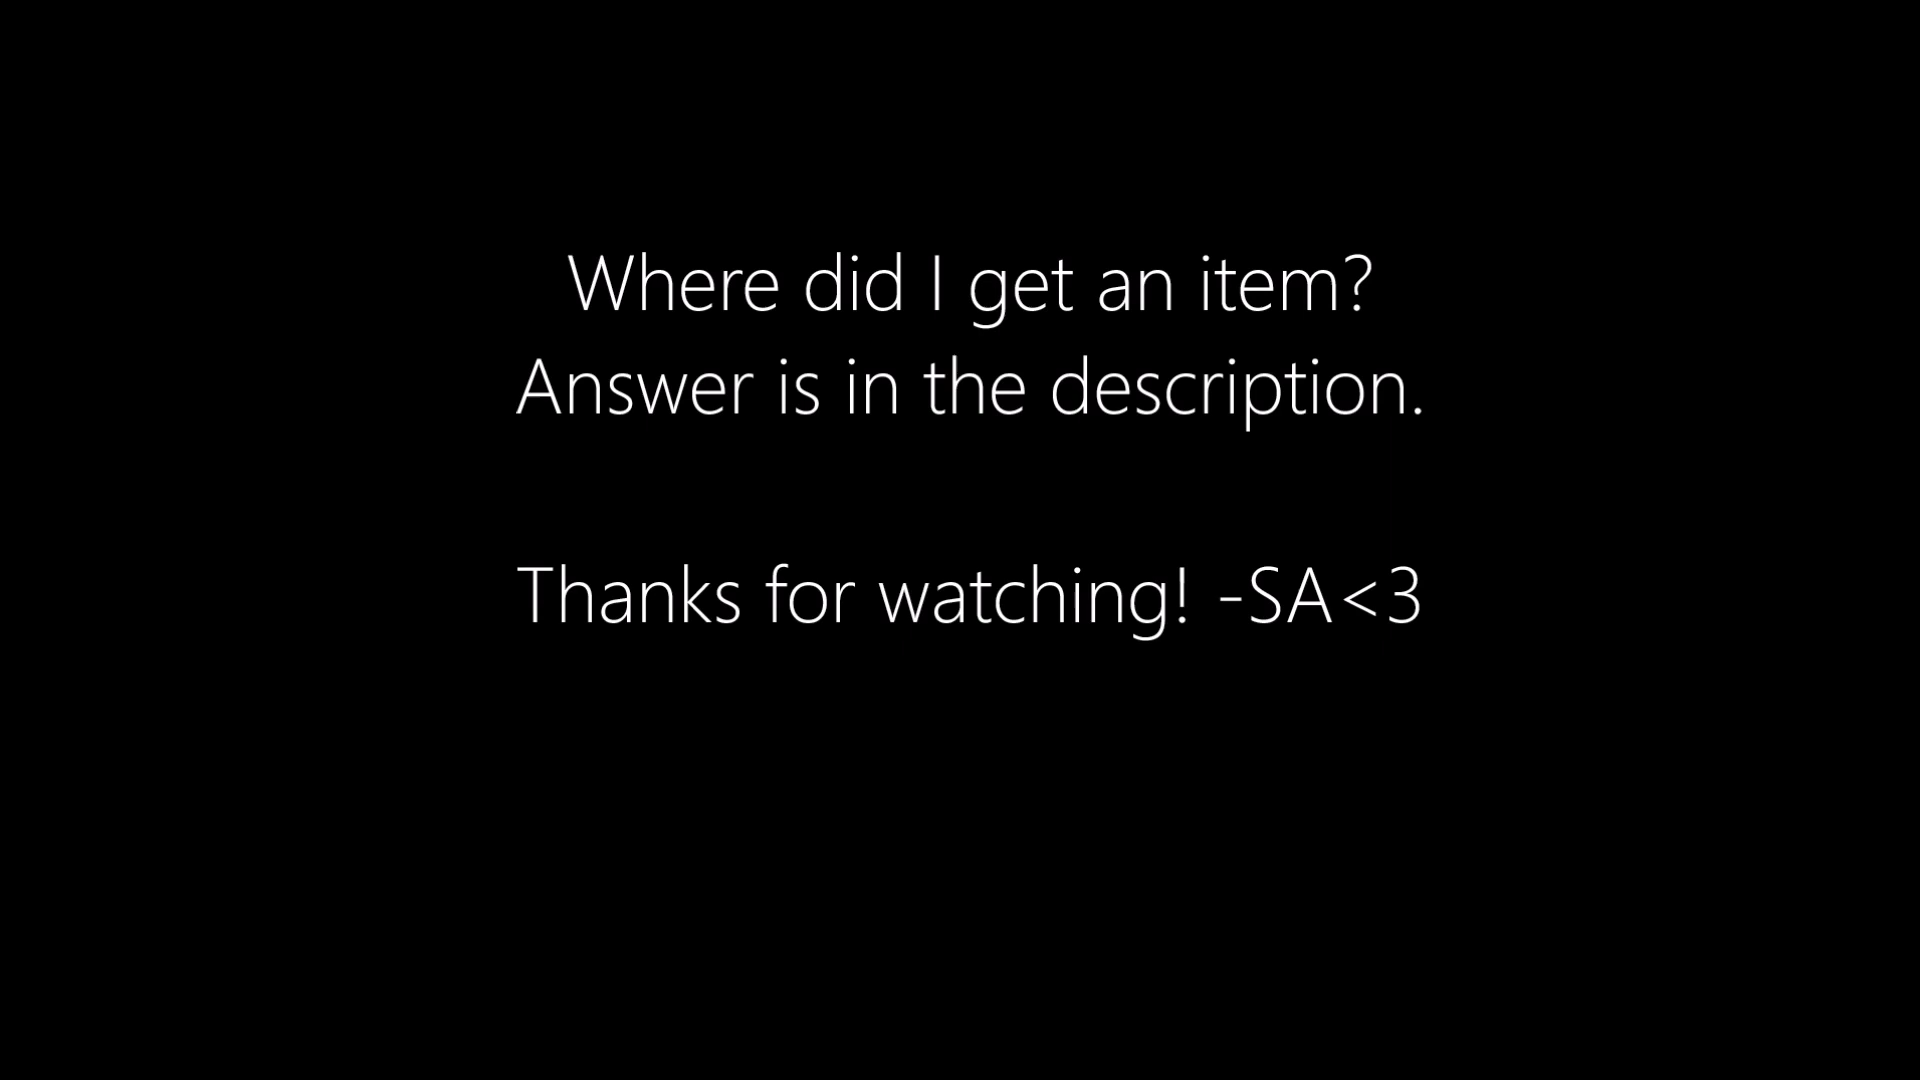 Where did I get an item?
Answer is in the description.
Thanks for watching! -SA<3